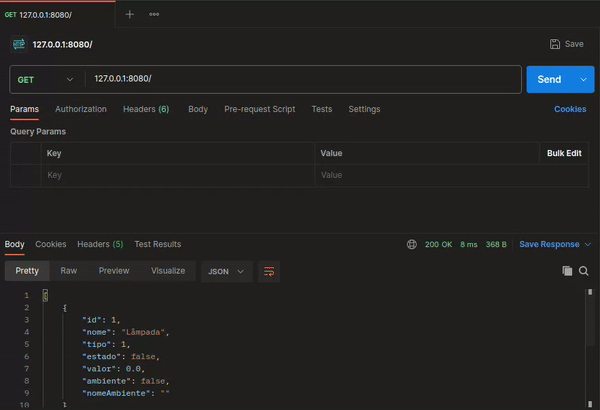 GET 127.0.0.1:8080/
127.0.0.1:8080/ Save
GET 127.0.0.1:8080/ Send
Params Authorization Headers (6) Body Pre-request Script Tests Settings Cookies
Query Params
Key Value Bulk Edit
Key Value
Body Cookies Headers (5) Test Results 200 OK 8 ms 368 B Save Response
Pretty Raw Preview Visualize JSON
1 [
2 {
3 "id": 1,
4 "nome": "Lâmpada",
5 "tipo": 1,
6 "estado": false,
7 "valor": 0.0,
8 "ambiente": false,
9 "nomeAmbiente": ""
10 }